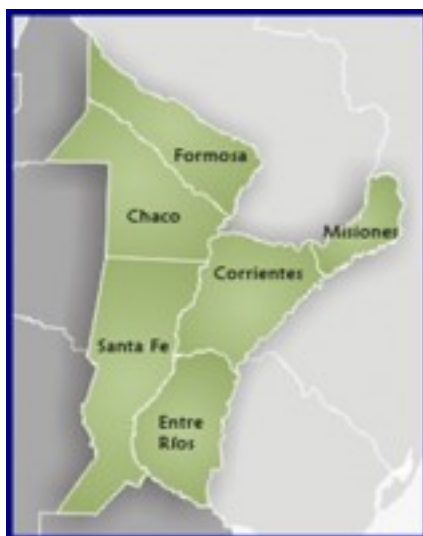 Formosa
Chaco
Misiones
Corrientes
Santa Fe
Entre
Ríos